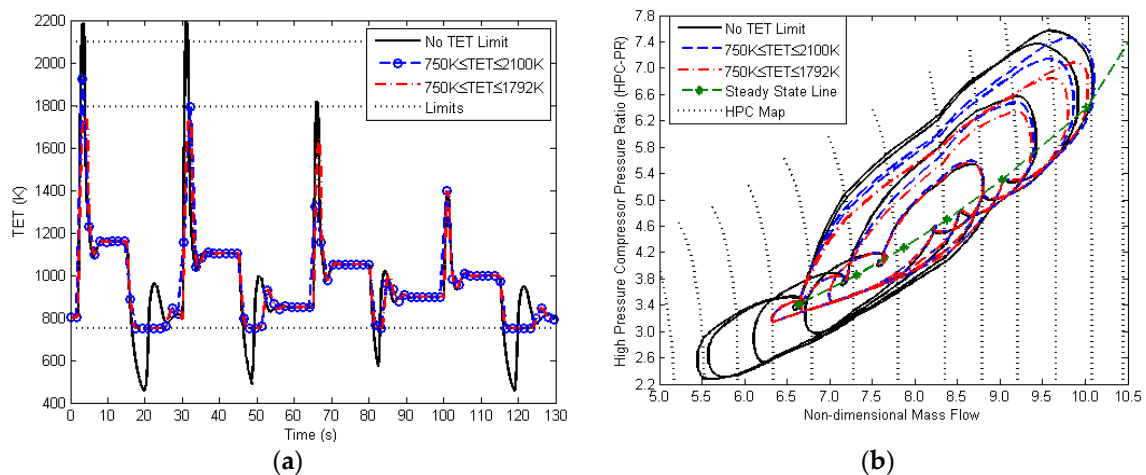 2200
2000
1800
1600
1400
1200
1000
800
600
400
TET (K)
0 10 20 30 40 50 60 70 80 90 100 110 120 130
Time (s)
No TET Limit
750K≤TET≤2100K
750K≤TET≤1792K
Limits
(a)
7.8
7.4
7.0
6.6
6.2
5.8
5.4
5.0
4.6
4.2
3.8
3.4
3.0
2.6
2.2
High Pressure Compressor Pressure Ratio (HPC-PR)
5.0 5.5 6.0 6.5 7.0 7.5 8.0 8.5 9.0 9.5 10.0 10.5
Non-dimensional Mass Flow
No TET Limit
750K≤TET≤2100K
750K≤TET≤1792K
Steady State Line
HPC Map
(b)